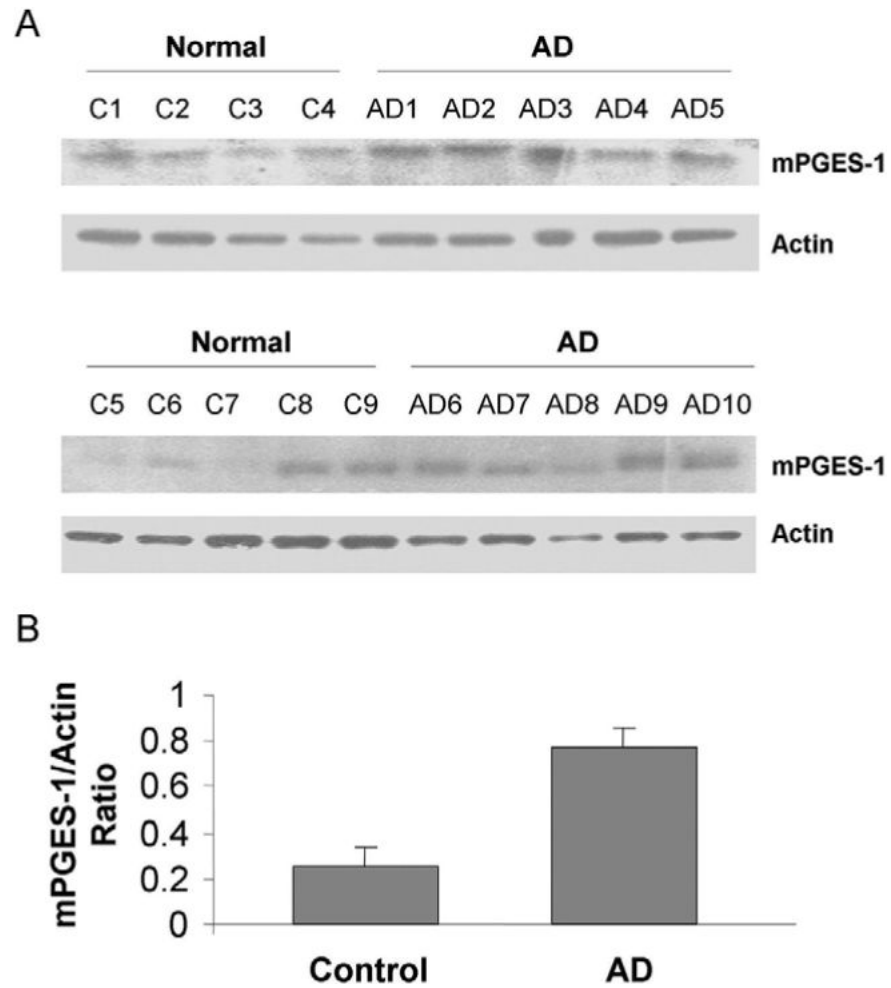 A
Normal AD
C1 C2 C3 C4 AD1 AD2 AD3 AD4 AD5
mPGES-1
Actin
Normal AD
C5 C6 C7 C8 C9 AD6 AD7 AD8 AD9 AD10
mPGES-1
Actin
B
mPGES-1/Actin
Ratio
1
0.8
0.6
0.4
0.2
0
Control AD